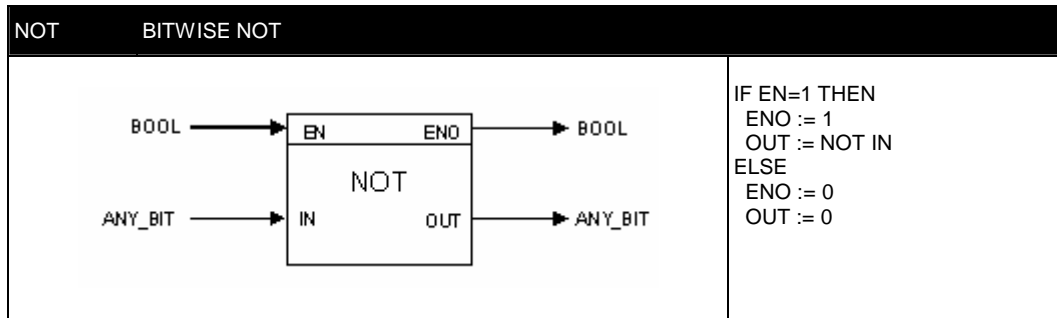 NOT BITWISE NOT
BOOL EN ENO BOOL
NOT
ANY_BIT IN OUT ANY_BIT
IF EN=1 THEN
ENO := 1
OUT := NOT IN
ELSE
ENO := 0
OUT := 0